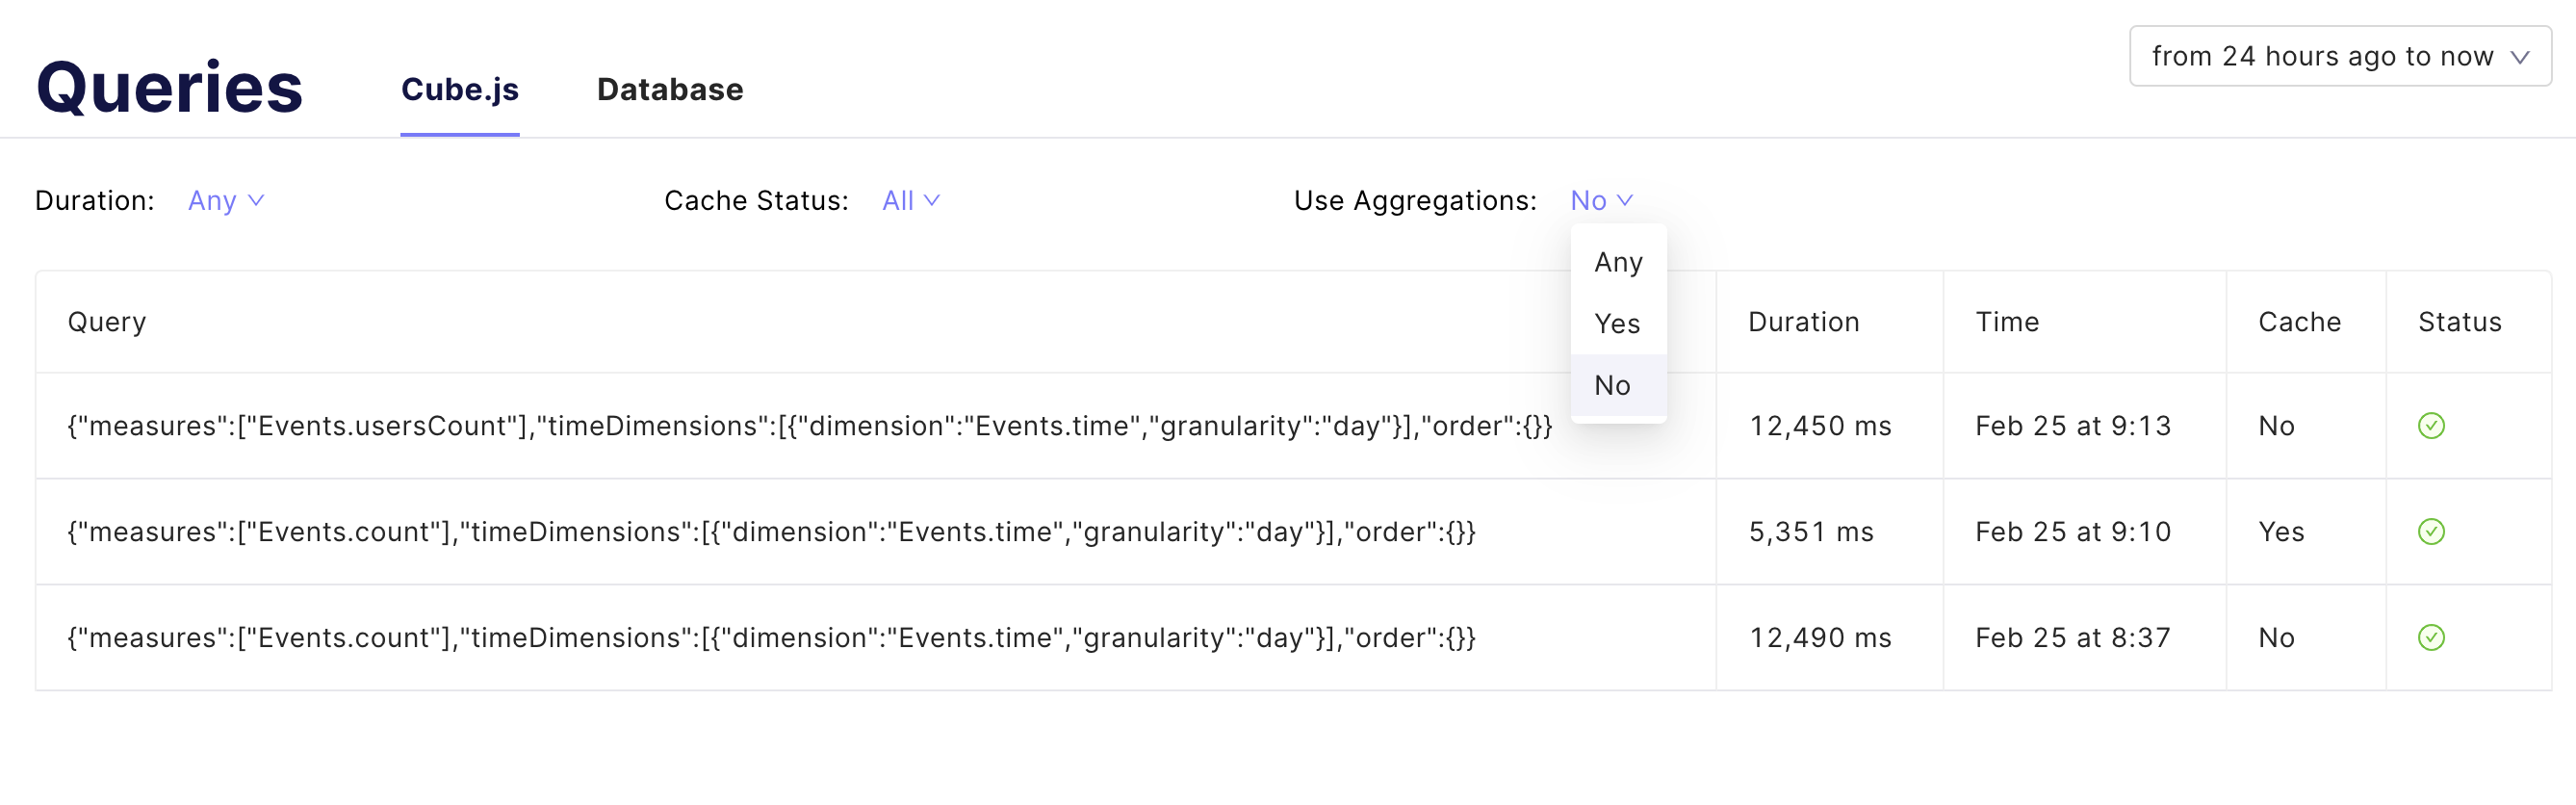 from 24 hours ago to now
Queries Cube.js Database
Duration: Any Cache Status: All Use Aggregations: No
Any
Yes
No
Query Duration Time Cache Status
{"measures":["Events.usersCount"],"timeDimensions":[{"dimension":"Events.time","granularity":"day"}],"order":{}} 12,450 ms Feb 25 at 9:13 No
{"measures":["Events.count"],"timeDimensions":[{"dimension":"Events.time","granularity":"day"}],"order":{}} 5,351 ms Feb 25 at 9:10 Yes
{"measures":["Events.count"],"timeDimensions":[{"dimension":"Events.time","granularity":"day"}],"order":{}} 12,490 ms Feb 25 at 8:37 No